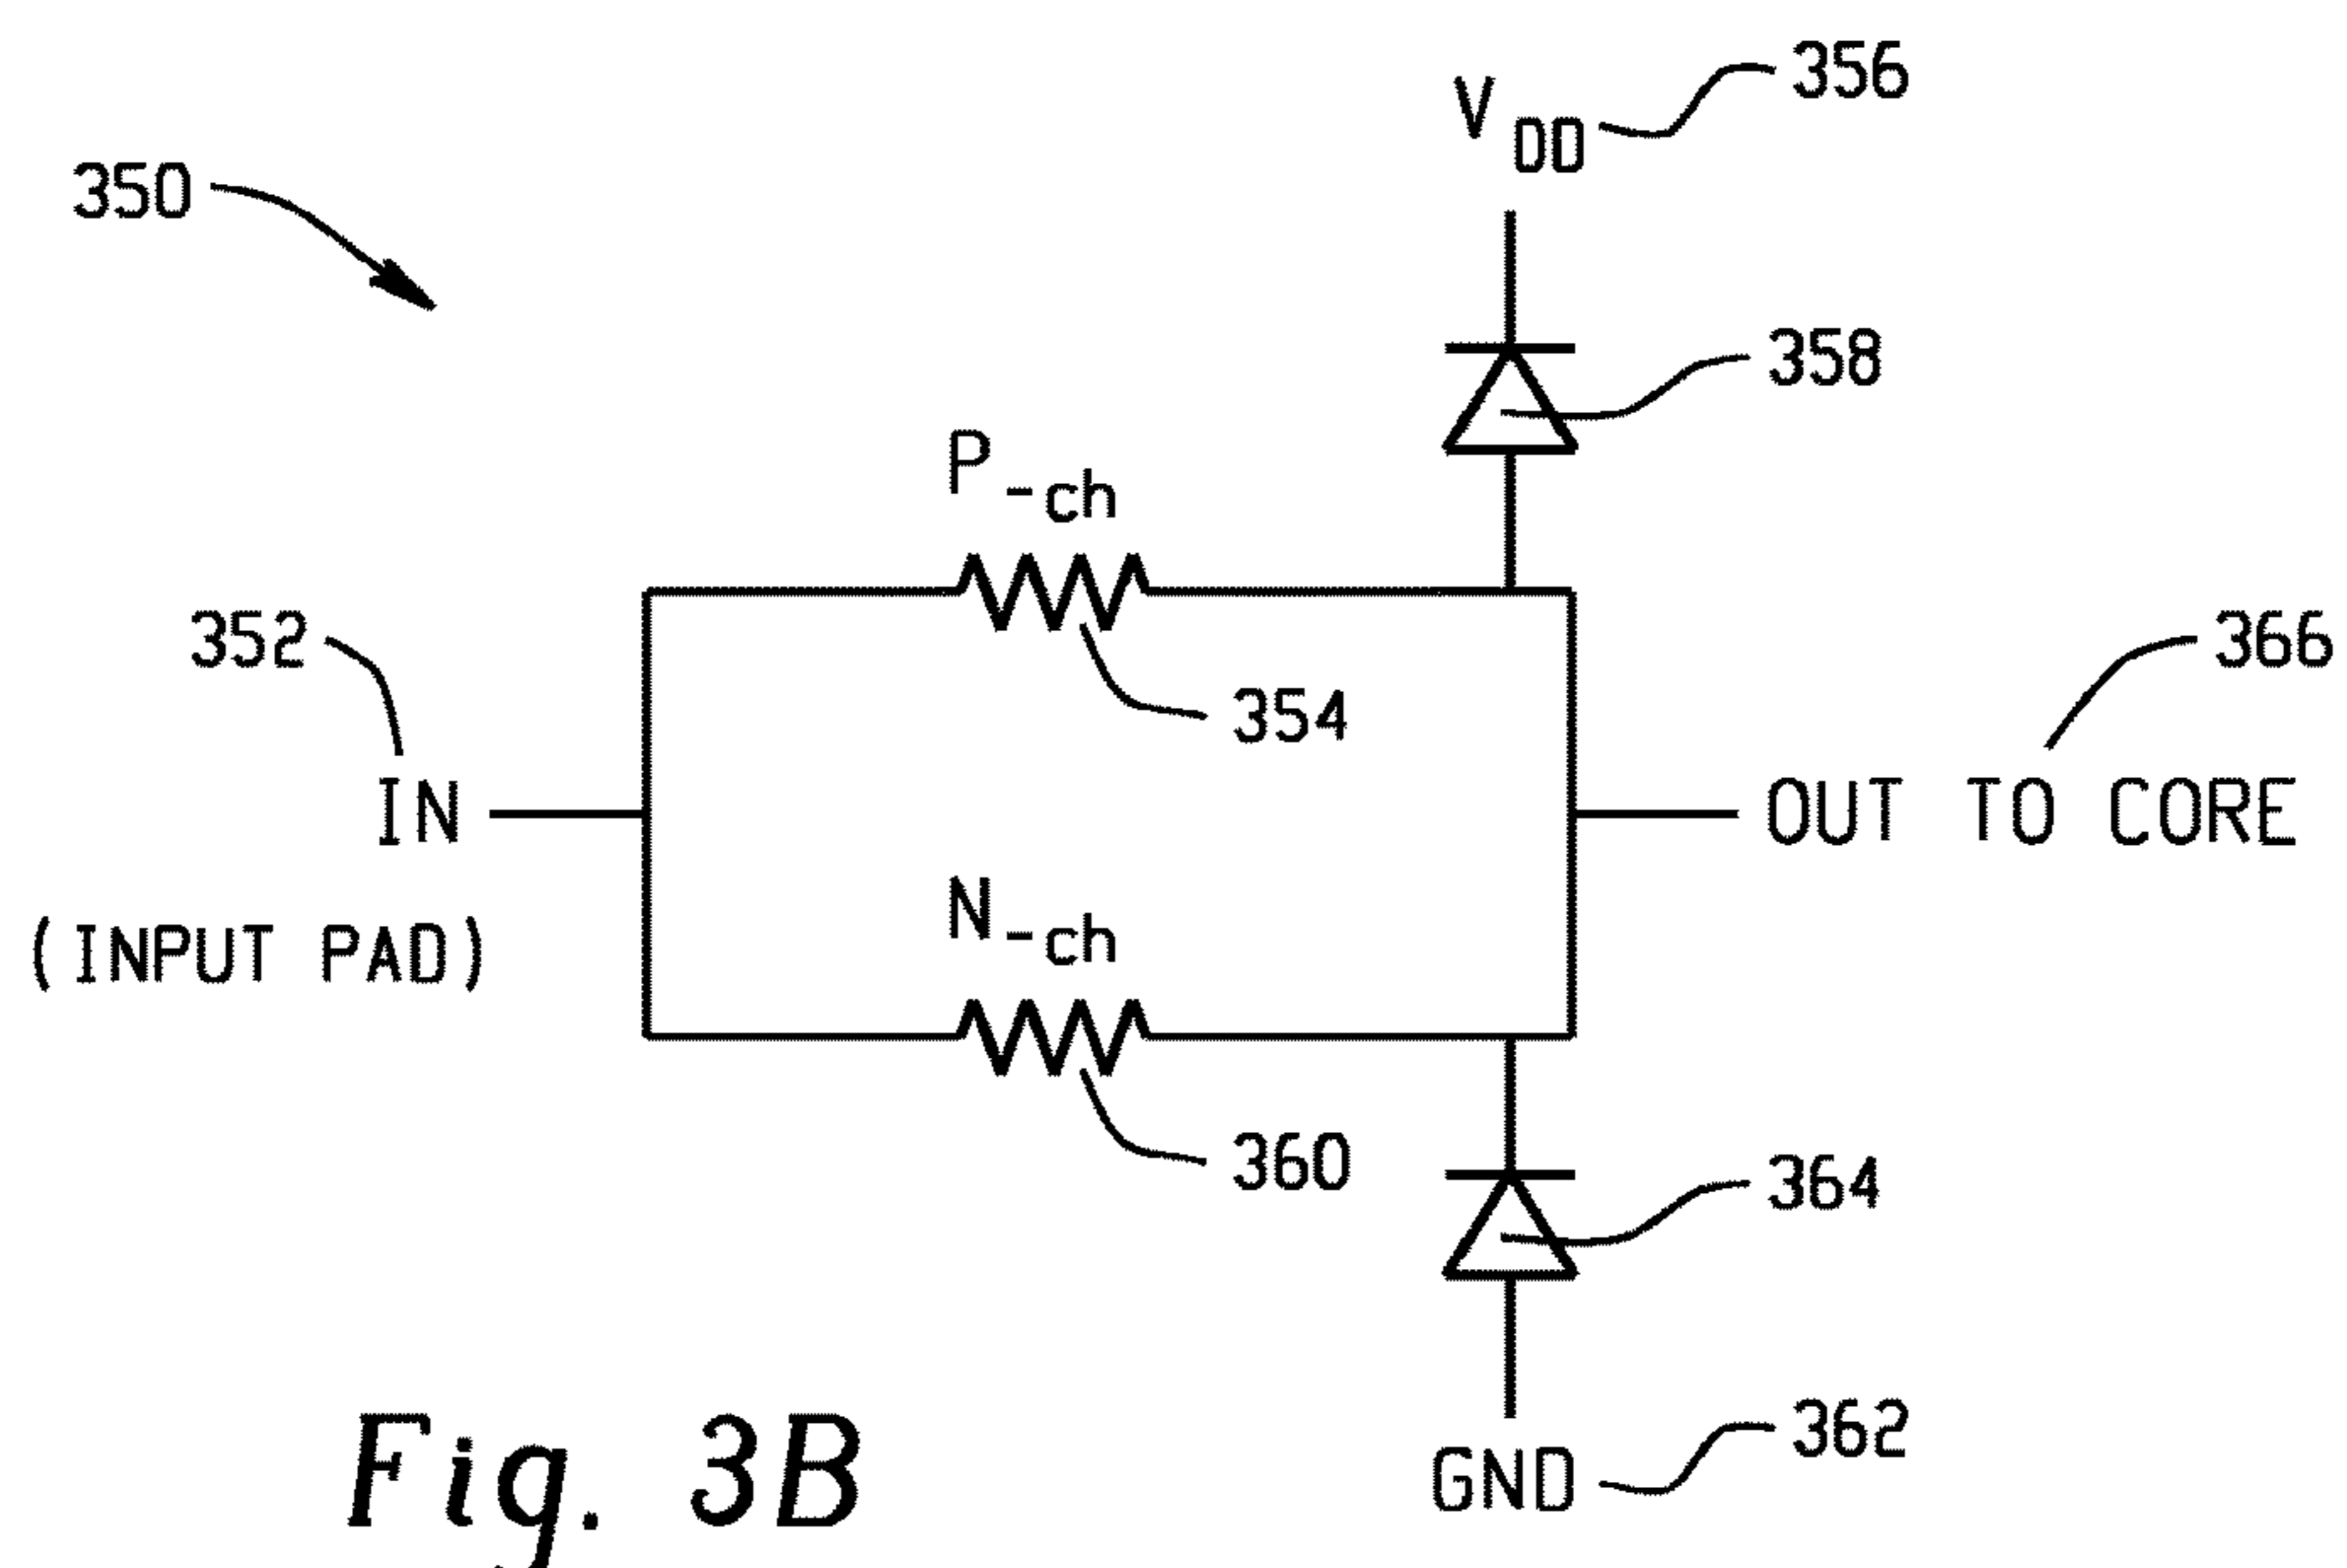 356
V DD
350
358
P -ch
352
354
366
IN
OUT TO CORE
(INPUT PAD)
N -ch
360
364
362
GND
Fig. 3B